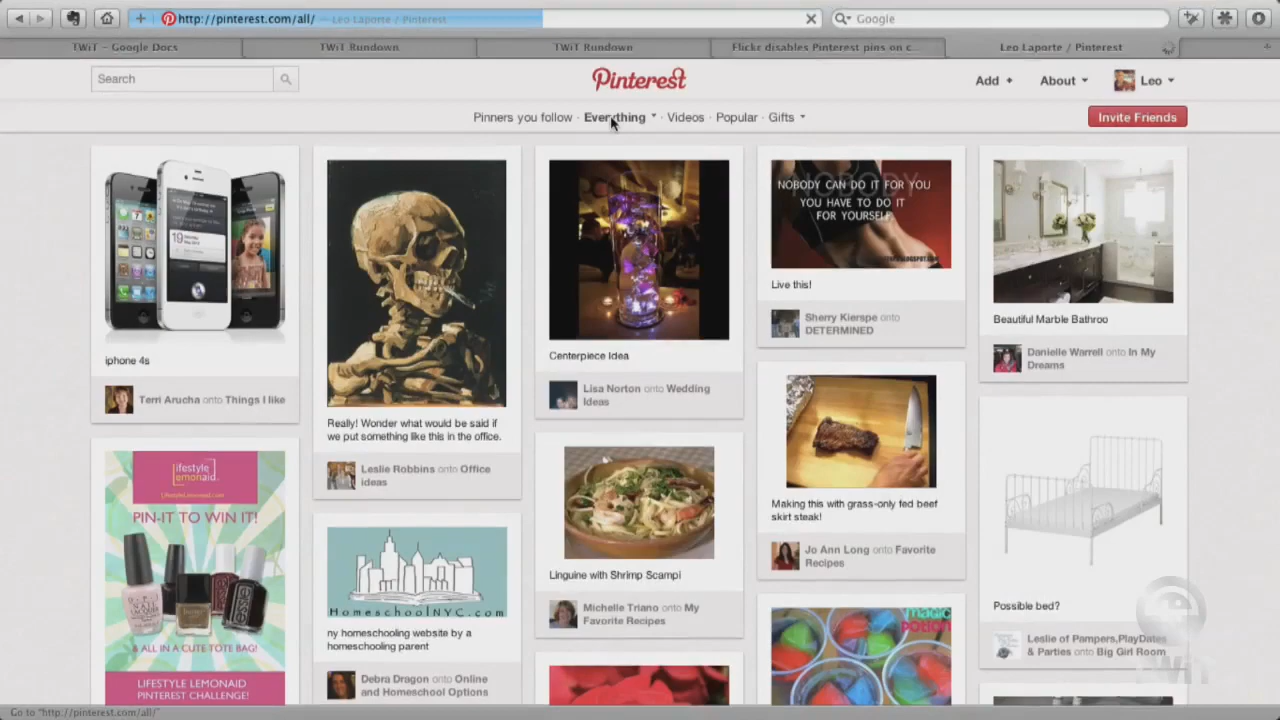 http://pinterest.com/all/ — Leo Laporte / Pinterest
Google
TWiT - Google Docs
TWiT Rundown
TWiT Rundown
Flickr disables Pinterest pins on c...
Leo Laporte / Pinterest
Search
Pinterest
Add +
About
Leo
Pinners you follow · Everything · Videos · Popular · Gifts
Invite Friends
iphone 4s
Terri Arucha onto Things I like
lifestyle
lemonaid.
LifestyleLemonaid.com
PIN-IT TO WIN IT!
essie
& ALL IN A CUTE TOTE BAG!
LIFESTYLE LEMONAID
PINTEREST CHALLENGE!
Really! Wonder what would be said if
we put something like this in the office.
Leslie Robbins onto Office
ideas
HomeschoolNYC.com
ny homeschooling website by a
homeschooling parent
Debra Dragon onto Online
and Homeschool Options
Centerpiece Idea
Lisa Norton onto Wedding
Ideas
Linguine with Shrimp Scampi
Michelle Triano onto My
Favorite Recipes
NOBODY CAN DO IT FOR YOU
YOU HAVE TO DO IT
FOR YOURSELF
Live this!
Sherry Kierspe onto
DETERMINED
Making this with grass-only fed beef
skirt steak!
Jo Ann Long onto Favorite
Recipes
magic
POTION
Beautiful Marble Bathroo
Danielle Warrell onto In My
Dreams
Possible bed?
Leslie of Pampers,PlayDates
& Parties onto Big Girl Room
TWiT
Go to "http://pinterest.com/all/"